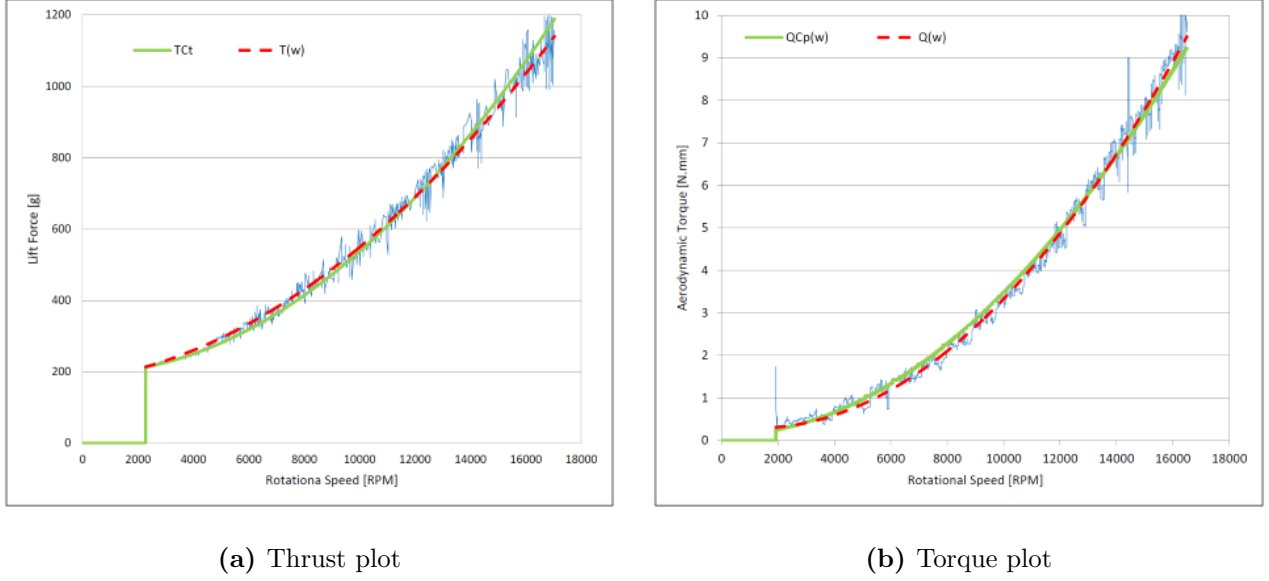 1200
1000
800
600
400
200
0
Lift Force [g]
TCt
T(w)
0 2000 4000 6000 8000 10000 12000 14000 16000 18000
Rotationa Speed [RPM]
(a) Thrust plot
10
9
8
7
6
5
4
3
2
1
0
Aerodynamic Torque [N.mm]
QCp(w)
Q(w)
0 2000 4000 6000 8000 10000 12000 14000 16000 18000
Rotational Speed [RPM]
(b) Torque plot